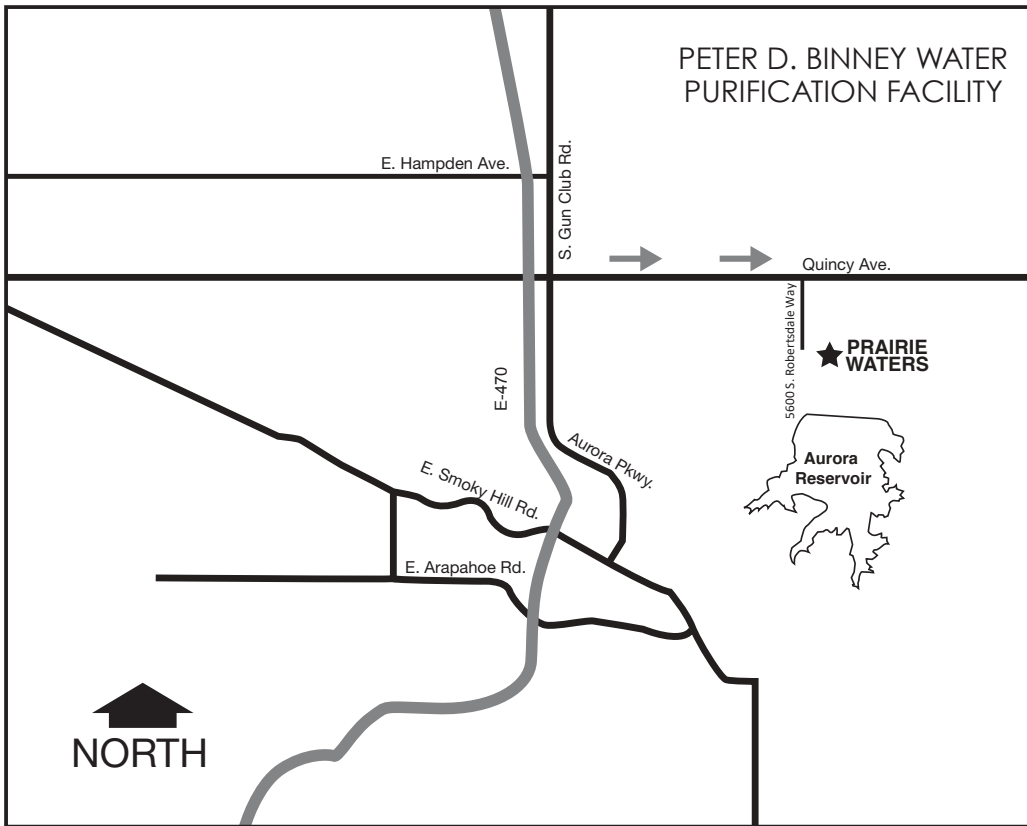 PETER D. BINNEY WATER
PURIFICATION FACILITY
E. Hampden Ave.
S. Gun Club Rd.
Quincy Ave.
5600 S. Robertsdale Way
PRAIRIE
WATERS
E-470
Aurora Pkwy.
Aurora
Reservoir
E. Smoky Hill Rd.
E. Arapahoe Rd.
NORTH